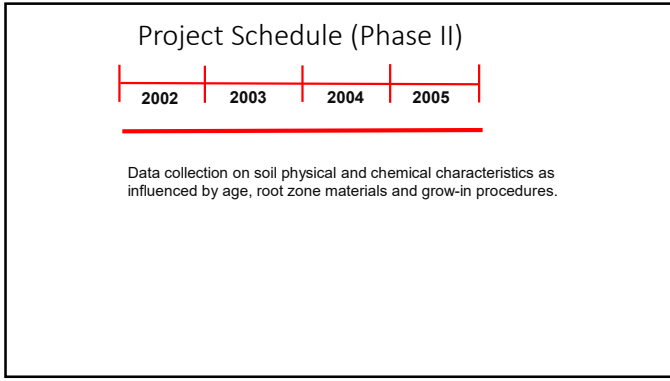 Project Schedule (Phase II)
2002 2003 2004 2005
Data collection on soil physical and chemical characteristics as
influenced by age, root zone materials and grow-in procedures.